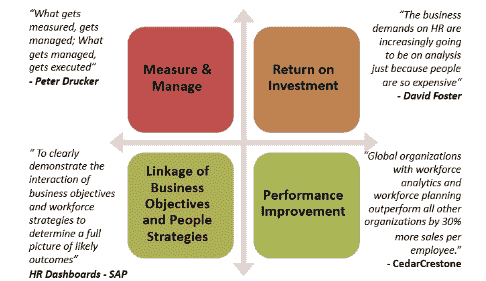 “What gets
measured, gets
managed; What
gets managed,
gets executed”
- Peter Drucker
Measure &
Manage
Return on
Investment
“The business
demands on HR are
increasingly going
to be on analysis
just because people
are so expensive”
- David Foster
” To clearly
demonstrate the
interaction of
business objectives
and workforce
strategies to
determine a full
picture of likely
outcomes”
HR Dashboards - SAP
Linkage of
Business
Objectives
and People
Strategies
Performance
Improvement
“Global organizations
with workforce
analytics and
workforce planning
outperform all other
organizations by 30%
more sales per
employee.”
- CedarCrestone